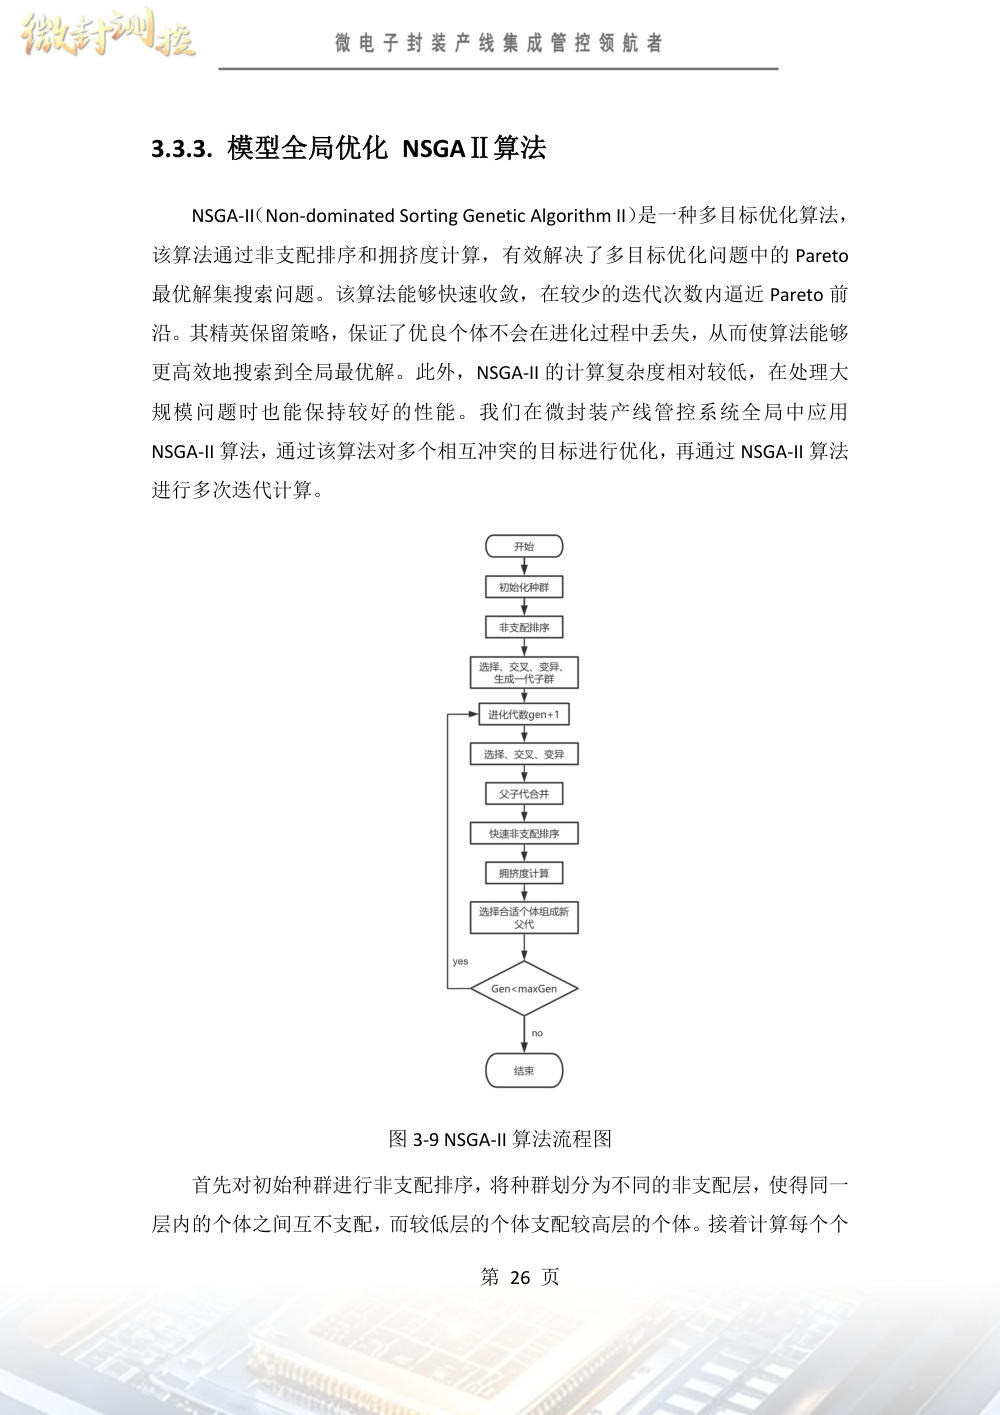 微封测控
微电子封装产线集成管控领航者
3.3.3. 模型全局优化 NSGAⅡ算法
NSGA-II（Non-dominated Sorting Genetic Algorithm II）是一种多目标优化算法，
该算法通过非支配排序和拥挤度计算，有效解决了多目标优化问题中的 Pareto
最优解集搜索问题。该算法能够快速收敛，在较少的迭代次数内逼近 Pareto 前
沿。其精英保留策略，保证了优良个体不会在进化过程中丢失，从而使算法能够
更高效地搜索到全局最优解。此外，NSGA-II 的计算复杂度相对较低，在处理大
规模问题时也能保持较好的性能。我们在微封装产线管控系统全局中应用
NSGA-II 算法，通过该算法对多个相互冲突的目标进行优化，再通过 NSGA-II 算法
进行多次迭代计算。
开始
初始化种群
非支配排序
选择、交叉、变异、
生成一代子群
进化代数gen+1
选择、交叉、变异
父子代合并
快速非支配排序
拥挤度计算
选择合适个体组成新
父代
yes
Gen<maxGen
no
结束
图 3-9 NSGA-II 算法流程图
首先对初始种群进行非支配排序，将种群划分为不同的非支配层，使得同一
层内的个体之间互不支配，而较低层的个体支配较高层的个体。接着计算每个个
第 26 页